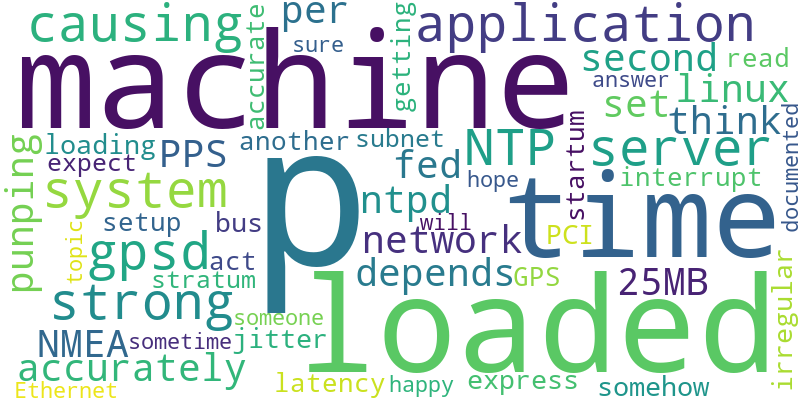 causing
accurate
per
sure
getting
application
second
read
answer
linux
machine
set
think
documented
punping
loading
expect
PPS
another
subnet
NTP
startum
server
fed
interrupt
system
p
hope
ntpd
time
setup
bus
will
network
PCI
topic
gpsd
act
stratum
depends
GPS
25MB
irregular
strong
someone
loaded
NMEA
sometime
jitter
accurately
Ethernet
latency
happy
express
somehow